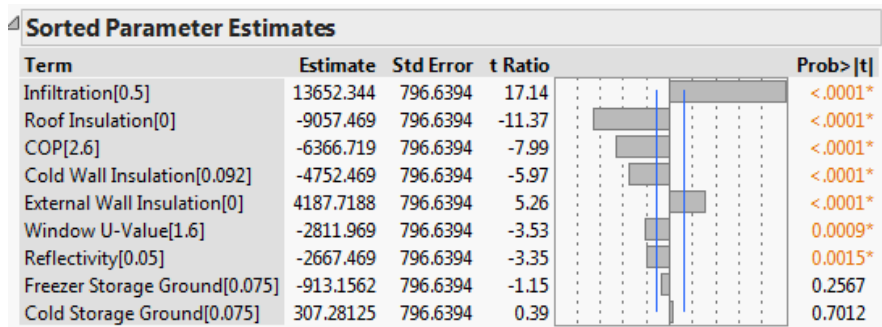 Sorted Parameter Estimates
Term Estimate Std Error t Ratio Prob>|t|
Infiltration[0.5] 13652.344 796.6394 17.14 <.0001*
Roof Insulation[0] -9057.469 796.6394 -11.37 <.0001*
COP[2.6] -6366.719 796.6394 -7.99 <.0001*
Cold Wall Insulation[0.092] -4752.469 796.6394 -5.97 <.0001*
External Wall Insulation[0] 4187.7188 796.6394 5.26 <.0001*
Window U-Value[1.6] -2811.969 796.6394 -3.53 0.0009*
Reflectivity[0.05] -2667.469 796.6394 -3.35 0.0015*
Freezer Storage Ground[0.075] -913.1562 796.6394 -1.15 0.2567
Cold Storage Ground[0.075] 307.28125 796.6394 0.39 0.7012